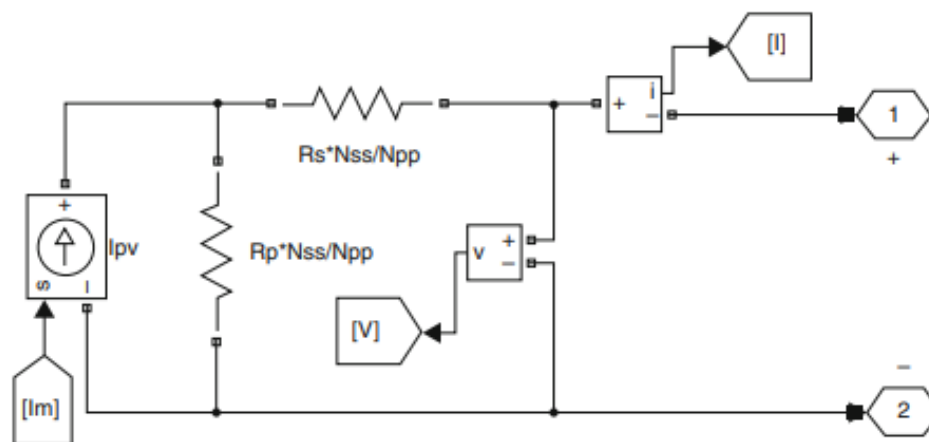 [I]
+
i
−
1
+
Rs*Nss/Npp
+
Ipv
s
−
Rp*Nss/Npp
v
+
−
[V]
[Im]
−
2